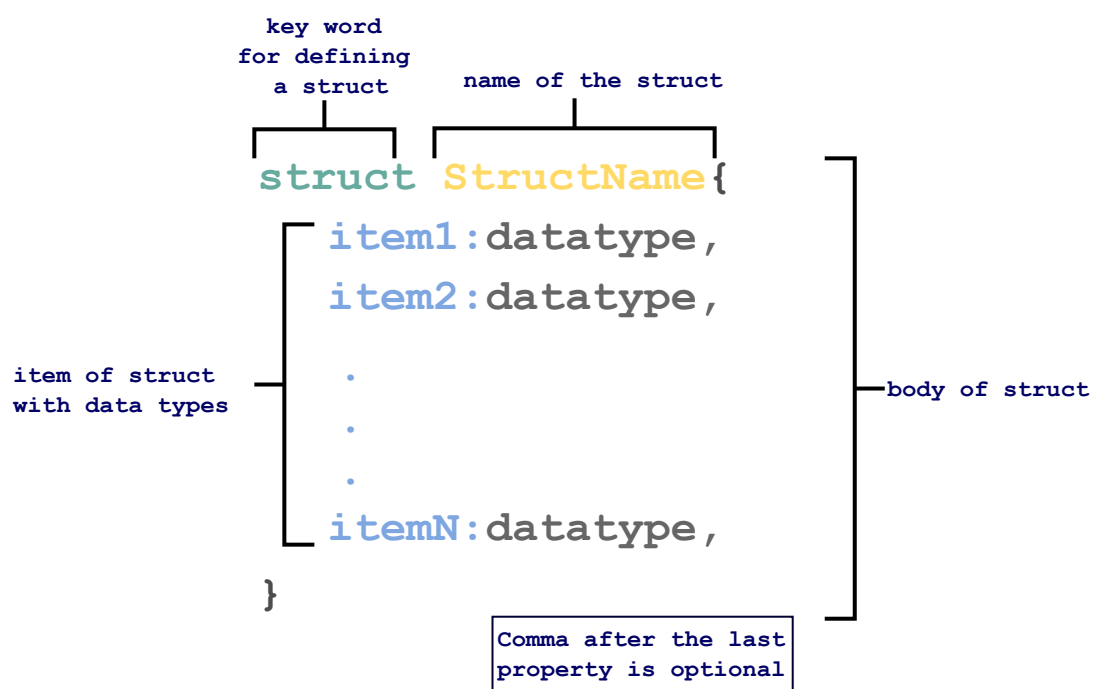 key word
for defining
a struct
name of the struct
struct StructName{
item1:datatype,
item2:datatype,
.
.
.
itemN:datatype,
}
item of struct
with data types
body of struct
Comma after the last
property is optional